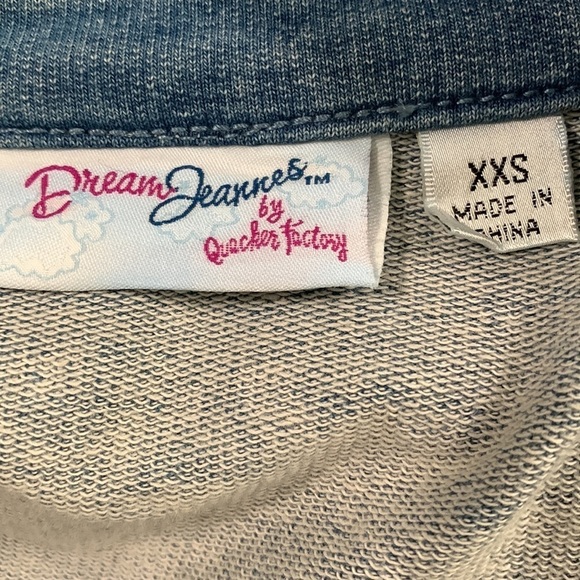 DreamJeannes™
by
Quacker Factory
XXS
MADE IN
CHINA